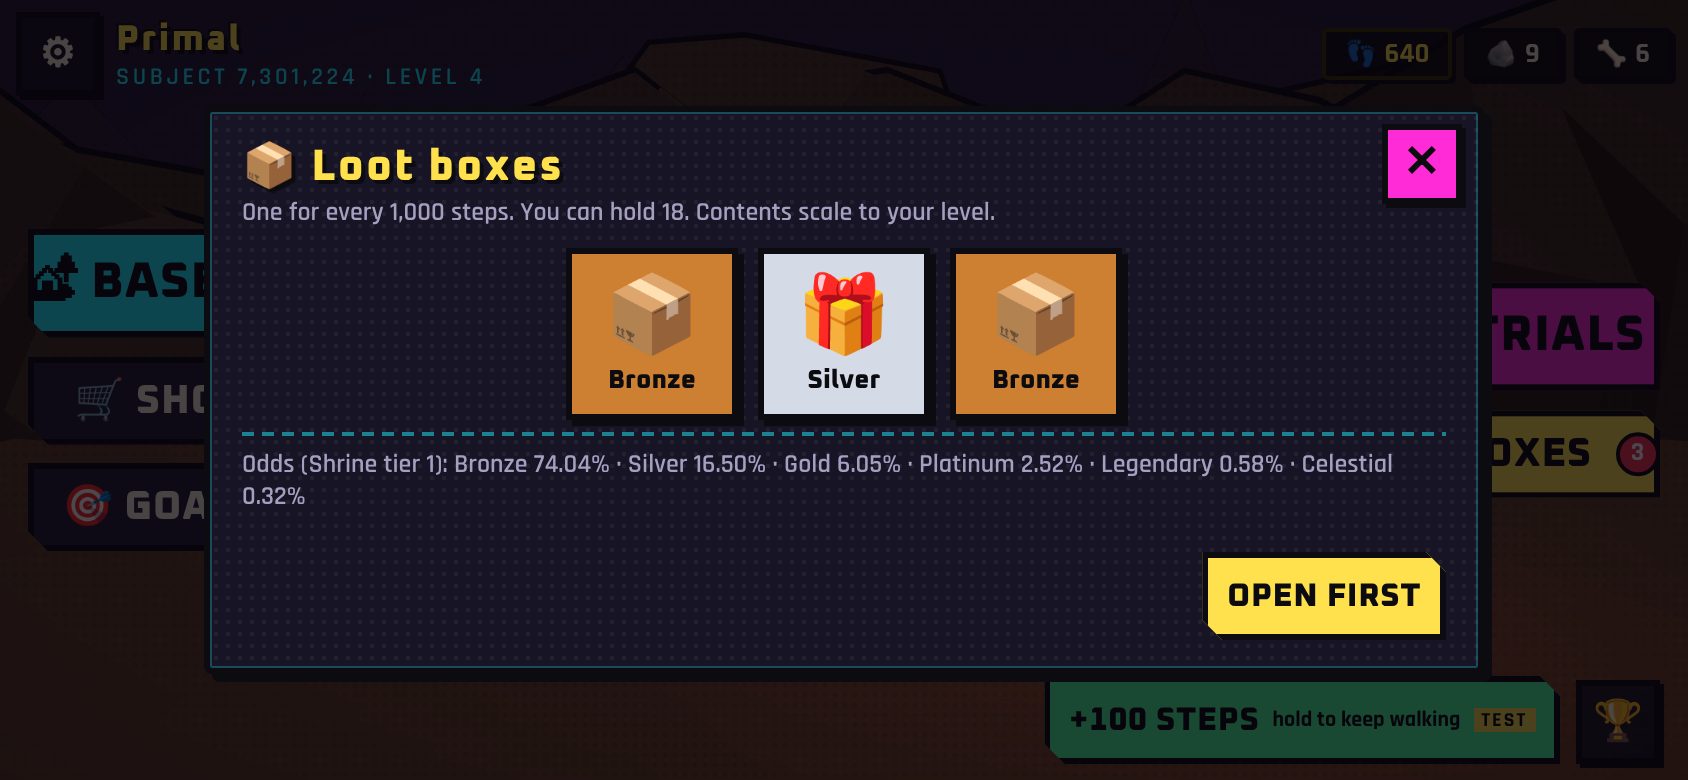 Primal
SUBJECT 7,301,224 · LEVEL 4
640
9
6
Loot boxes
One for every 1,000 steps. You can hold 18. Contents scale to your level.
BASE
SHO
GOA
Bronze
Silver
Bronze
TRIALS
OXES 3
Odds (Shrine tier 1): Bronze 74.04% · Silver 16.50% · Gold 6.05% · Platinum 2.52% · Legendary 0.58% · Celestial
0.32%
OPEN FIRST
+100 STEPS hold to keep walking TEST